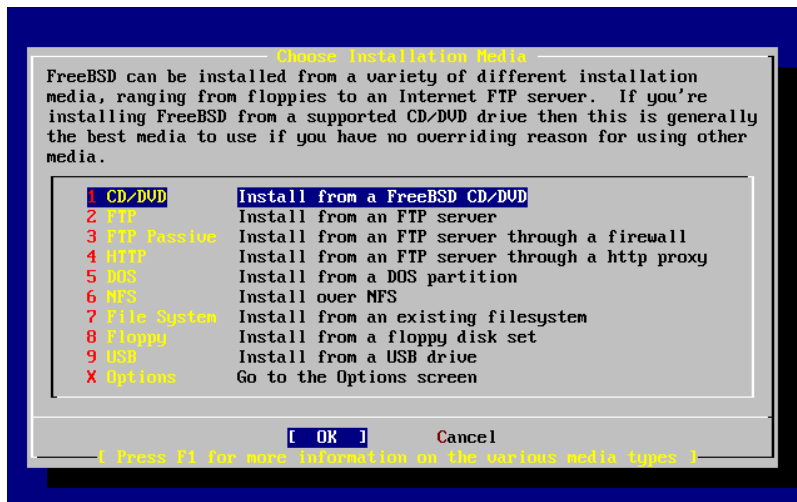 Choose Installation Media
FreeBSD can be installed from a variety of different installation
media, ranging from floppies to an Internet FTP server.  If you're
installing FreeBSD from a supported CD/DVD drive then this is generally
the best media to use if you have no overriding reason for using other
media.
1 CD/DVD Install from a FreeBSD CD/DVD
2 FTP Install from an FTP server
3 FTP Passive Install from an FTP server through a firewall
4 HTTP Install from an FTP server through a http proxy
5 DOS Install from a DOS partition
6 NFS Install over NFS
7 File System Install from an existing filesystem
8 Floppy Install from a floppy disk set
9 USB Install from a USB drive
X Options Go to the Options screen
[ OK ] Cancel
[ Press F1 for more information on the various media types ]